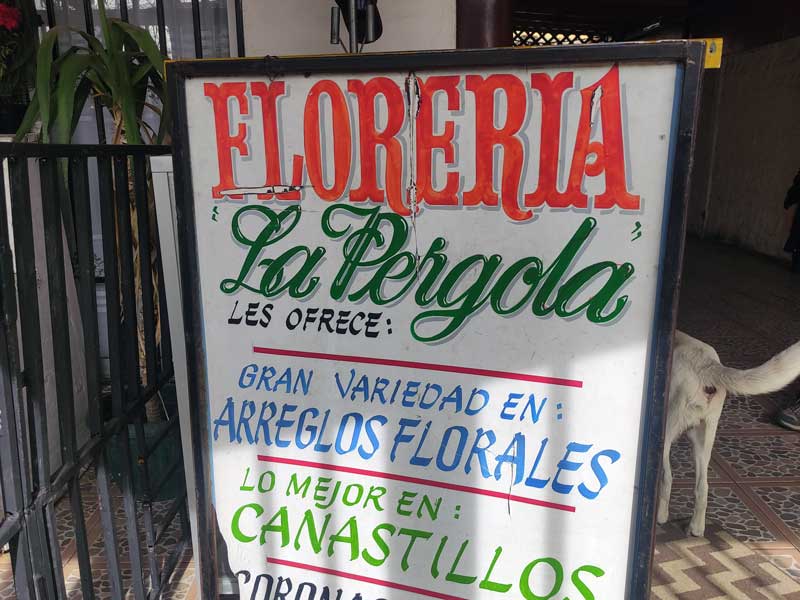 FLORERIA
"La Pergola"
LES OFRECE:
GRAN VARIEDAD EN:
ARREGLOS FLORALES
LO MEJOR EN:
CANASTILLOS